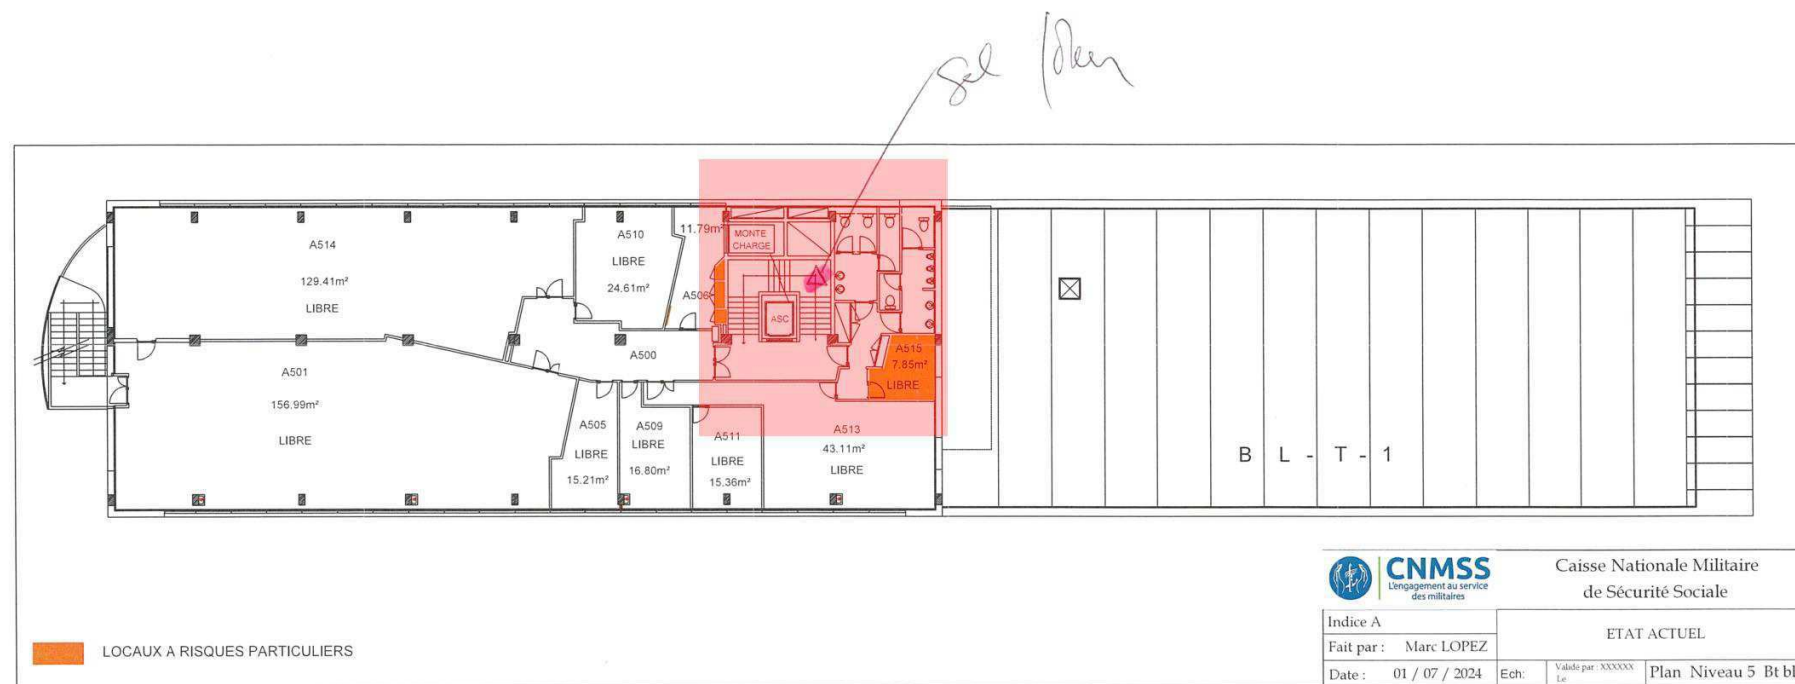 A514
129.41m²
LIBRE
A510
LIBRE
24.61m²
11.79m²
A506
MONTE
CHARGE
ASC
A500
A515
7.85m²
LIBRE
A501
156.99m²
LIBRE
A505
LIBRE
15.21m²
A509
LIBRE
16.80m²
A511
LIBRE
15.36m²
A513
43.11m²
LIBRE
B L - T - 1
LOCAUX A RISQUES PARTICULIERS
CNMSS
L'engagement au service
des militaires
Caisse Nationale Militaire
de Sécurité Sociale
Indice A
ETAT ACTUEL
Fait par : Marc LOPEZ
Date : 01 / 07 / 2024
Ech:
Validé par : XXXXXX
Le
Plan Niveau 5 Bt bl